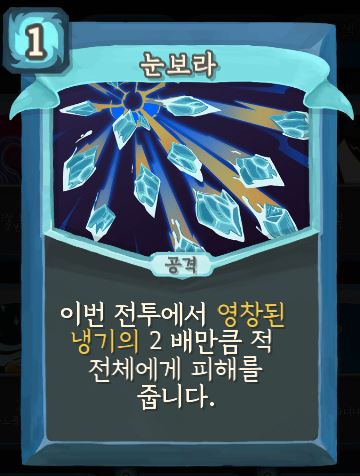 1
눈보라
공격
이번 전투에서 영창된
냉기의 2 배만큼 적
전체에게 피해를
줍니다.